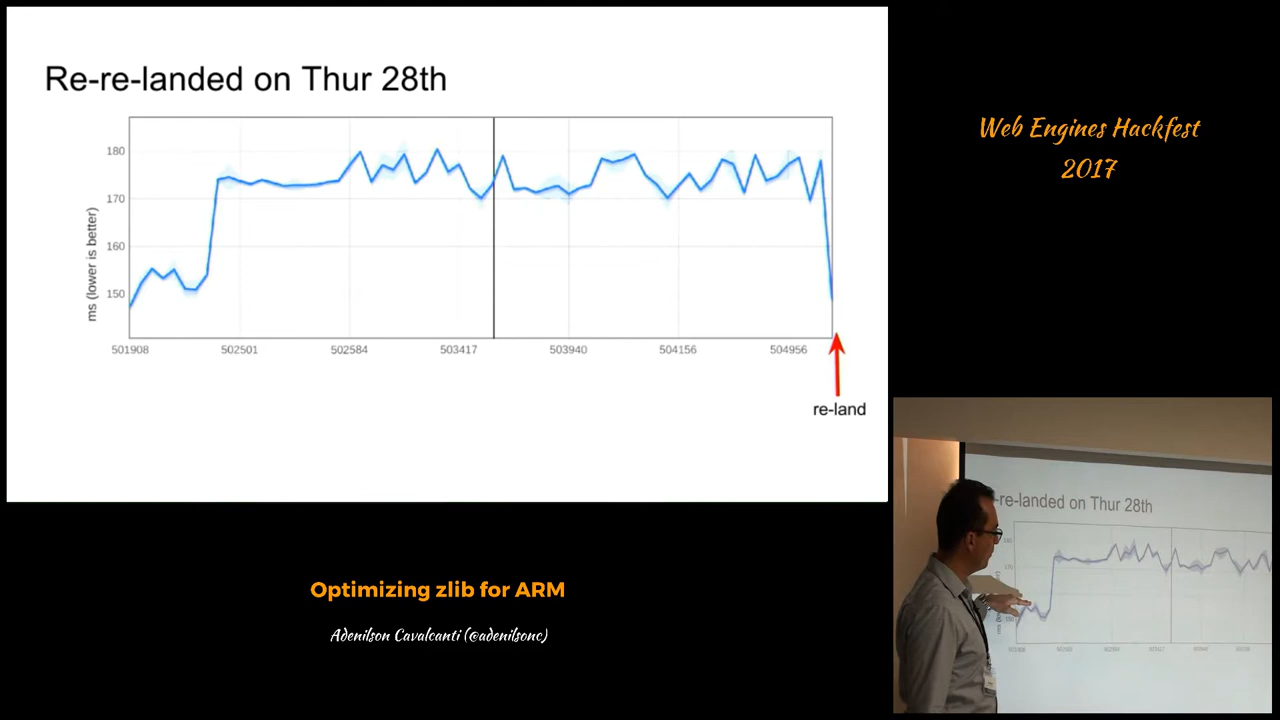 Re-re-landed on Thur 28th
ms (lower is better)
180
170
160
150
501908
502501
502584
503417
503940
504156
504956
re-land
Web Engines Hackfest
2017
Optimizing zlib for ARM
Adenilson Cavalcanti (@adenilsonc)
-re-landed on Thur 28th